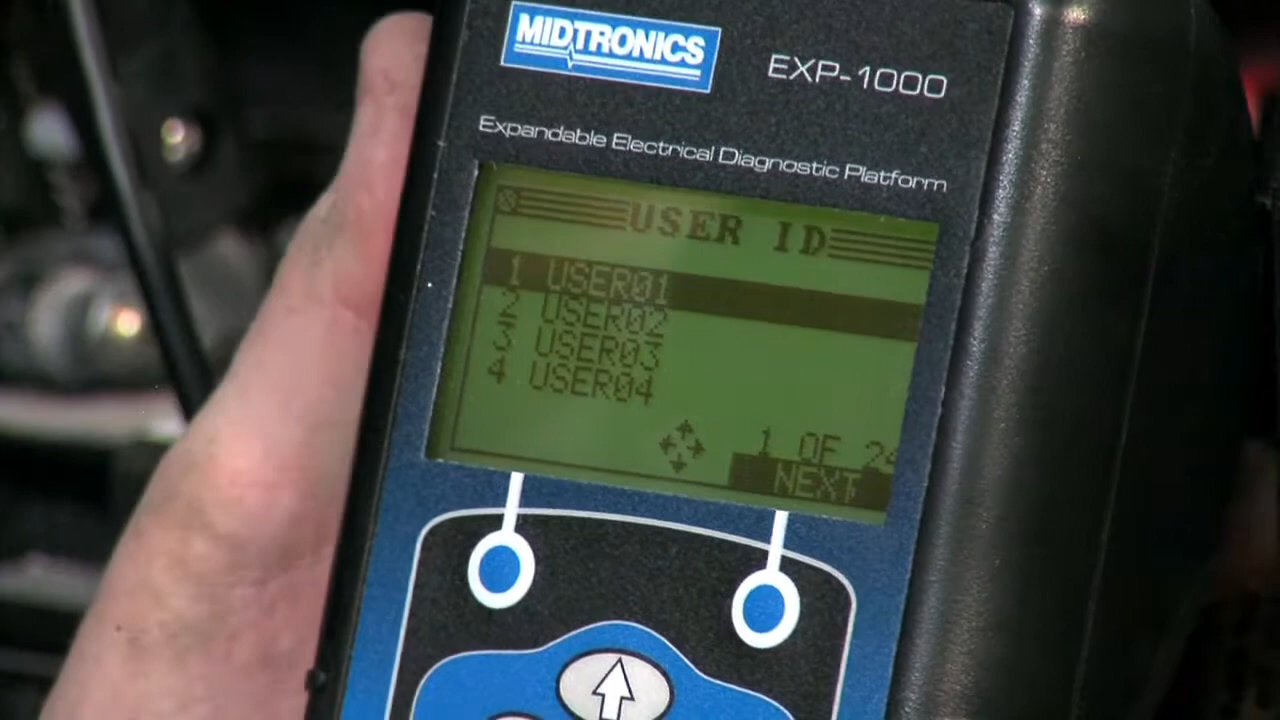 MIDTRONICS
EXP-1000
Expandable Electrical Diagnostic Platform
USER ID
1 USER01
2 USER02
3 USER03
4 USER04
1 OF 24
NEXT